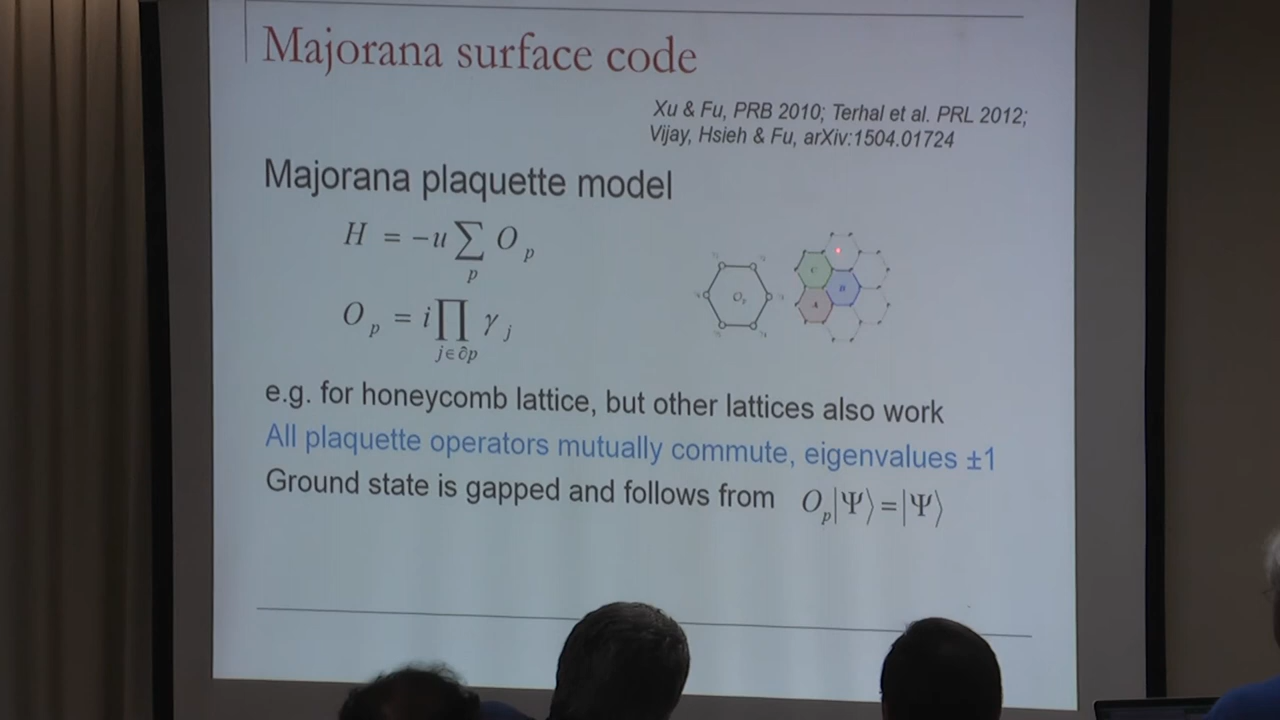 Majorana surface code
Xu & Fu, PRB 2010; Terhal et al. PRL 2012;
Vijay, Hsieh & Fu, arXiv:1504.01724
Majorana plaquette model
H = −u ∑ O p
p
O p = i ∏ γ j
j∈∂p
O p
C
B
A
e.g. for honeycomb lattice, but other lattices also work
All plaquette operators mutually commute, eigenvalues ±1
Ground state is gapped and follows from O p |Ψ⟩=|Ψ⟩